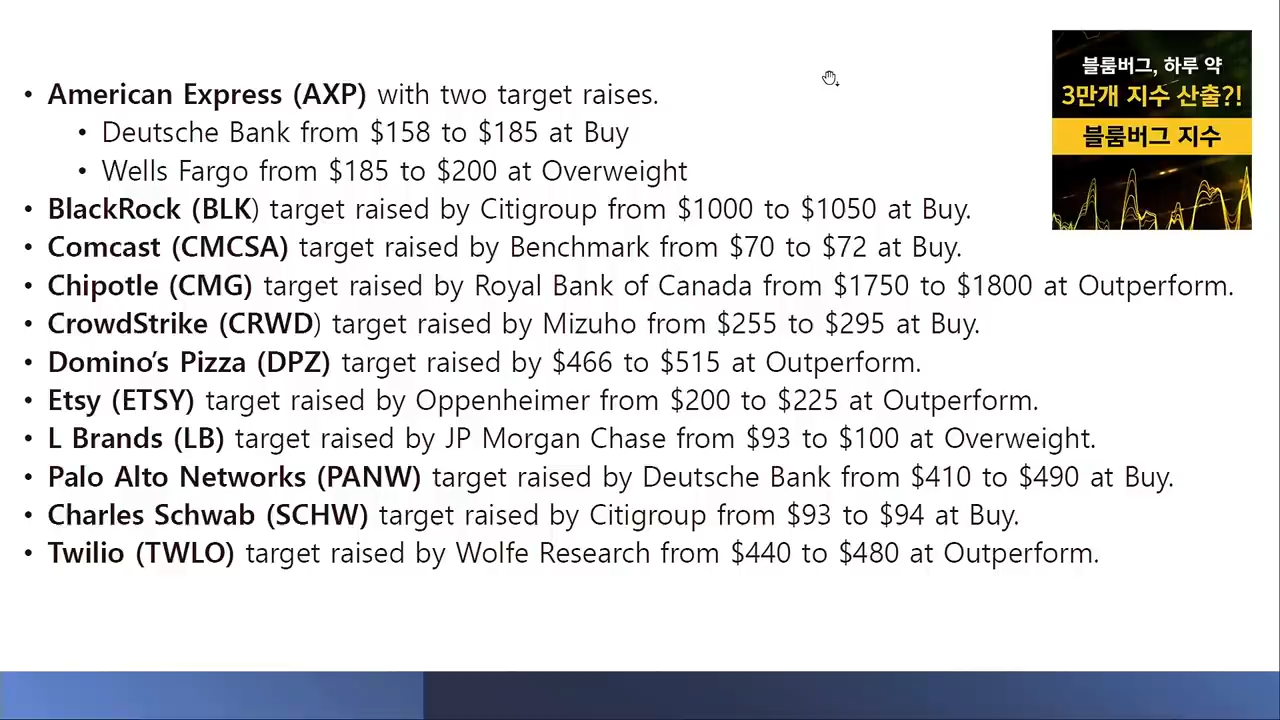 • American Express (AXP) with two target raises.
• Deutsche Bank from $158 to $185 at Buy
• Wells Fargo from $185 to $200 at Overweight
• BlackRock (BLK) target raised by Citigroup from $1000 to $1050 at Buy.
• Comcast (CMCSA) target raised by Benchmark from $70 to $72 at Buy.
• Chipotle (CMG) target raised by Royal Bank of Canada from $1750 to $1800 at Outperform.
• CrowdStrike (CRWD) target raised by Mizuho from $255 to $295 at Buy.
• Domino’s Pizza (DPZ) target raised by $466 to $515 at Outperform.
• Etsy (ETSY) target raised by Oppenheimer from $200 to $225 at Outperform.
• L Brands (LB) target raised by JP Morgan Chase from $93 to $100 at Overweight.
• Palo Alto Networks (PANW) target raised by Deutsche Bank from $410 to $490 at Buy.
• Charles Schwab (SCHW) target raised by Citigroup from $93 to $94 at Buy.
• Twilio (TWLO) target raised by Wolfe Research from $440 to $480 at Outperform.
블룸버그, 하루 약
3만개 지수 산출?!
블룸버그 지수